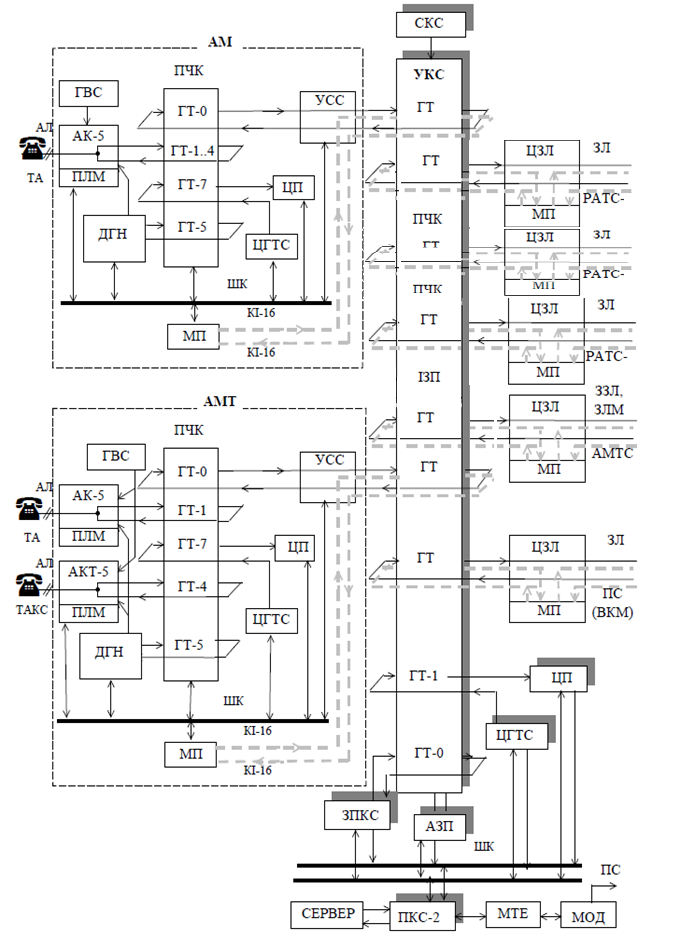 СКС
АМ
УКС
ПЧК
ГВС
УСС
ГТ-0
ГТ
АЛ
АК-5
ГТ-1..4
ПЛМ
ТА
ГТ
ЦЗЛ
ЗЛ
ГТ-7
ЦП
РАТС-
МП
ДГН
ГТ-5
ЦГТС
ПЧК
ГТ
ЦЗЛ
ЗЛ
РАТС-
МП
ШК
ПЧК
КІ-16
МП
КІ-16
ГТ
ЦЗЛ
ЗЛ
РАТС-
МП
ІЗП
АМТ
ЗЗЛ,
ЗЛМ
ПЧК
ГТ
ЦЗЛ
АМТС
МП
ГВС
УСС
ГТ-0
ГТ
АЛ
АК-5
ГТ-1
ПЛМ
ТА
ГТ-7
ЦП
АЛ
АКТ-5
ГТ-4
ПЛМ
ТАКС
ГТ
ЦЗЛ
ЗЛ
МП
ПС
(ВКМ)
ЦГТС
ДГН
ГТ-5
ШК
КІ-16
МП
КІ-16
ГТ-1
ЦП
ЦГТС
ГТ-0
ЗПКС
АЗП
ШК
ПС
СЕРВЕР
ПКС-2
МТЕ
МОД